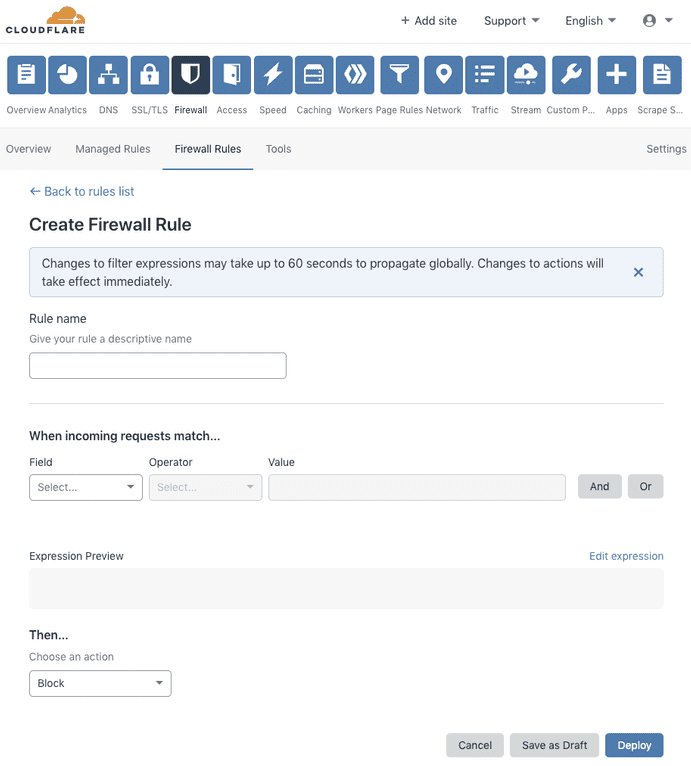 CLOUDFLARE
+ Add site Support English
Overview Analytics DNS SSL/TLS Firewall Access Speed Caching Workers Page Rules Network Traffic Stream Custom P... Apps Scrape S...
Overview Managed Rules Firewall Rules Tools Settings
← Back to rules list
Create Firewall Rule
Changes to filter expressions may take up to 60 seconds to propagate globally. Changes to actions will
take effect immediately.
Rule name
Give your rule a descriptive name
When incoming requests match...
Field Operator Value
Select... Select... And Or
Expression Preview Edit expression
Then...
Choose an action
Block
Cancel Save as Draft Deploy